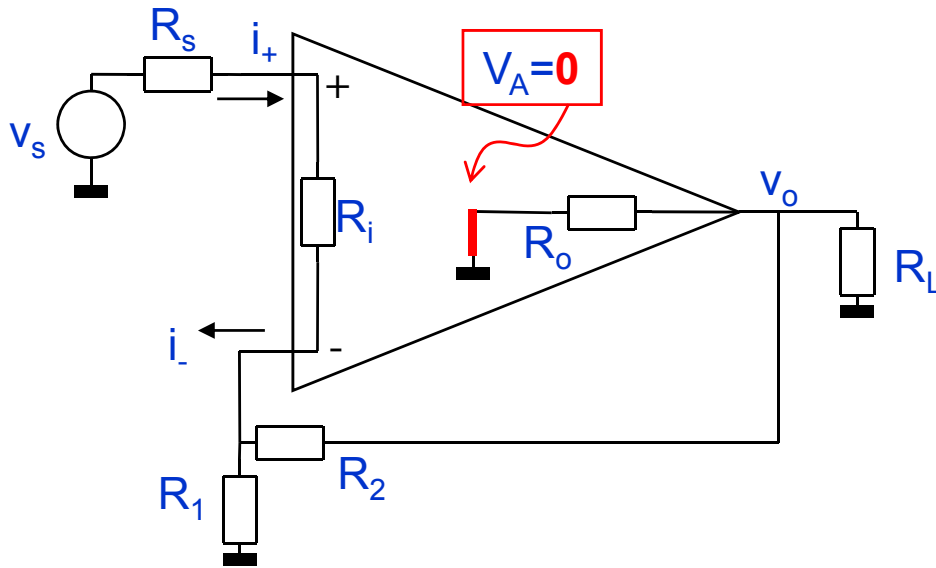 Rs
i+
VA=0
+
vs
vo
Ri
Ro
RL
i-
-
R2
R1